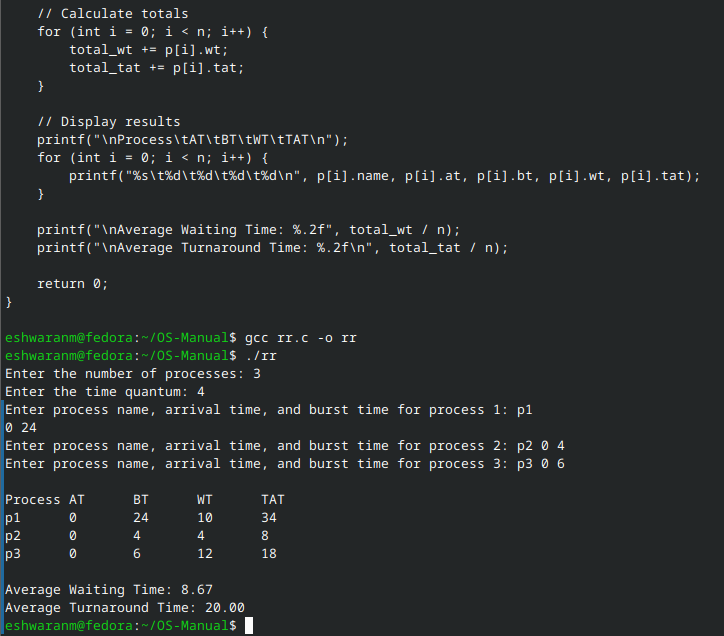 // Calculate totals
for (int i = 0; i < n; i++) {
total_wt += p[i].wt;
total_tat += p[i].tat;
}
// Display results
printf("\nProcess\tAT\tBT\tWT\tTAT\n");
for (int i = 0; i < n; i++) {
printf("%s\t%d\t%d\t%d\t%d\n", p[i].name, p[i].at, p[i].bt, p[i].wt, p[i].tat);
}
printf("\nAverage Waiting Time: %.2f", total_wt / n);
printf("\nAverage Turnaround Time: %.2f\n", total_tat / n);
return 0;
}
eshwaranm@fedora:~/OS-Manual$ gcc rr.c -o rr
eshwaranm@fedora:~/OS-Manual$ ./rr
Enter the number of processes: 3
Enter the time quantum: 4
Enter process name, arrival time, and burst time for process 1: p1
0 24
Enter process name, arrival time, and burst time for process 2: p2 0 4
Enter process name, arrival time, and burst time for process 3: p3 0 6
Process AT BT WT TAT
p1 0 24 10 34
p2 0 4 4 8
p3 0 6 12 18
Average Waiting Time: 8.67
Average Turnaround Time: 20.00
eshwaranm@fedora:~/OS-Manual$